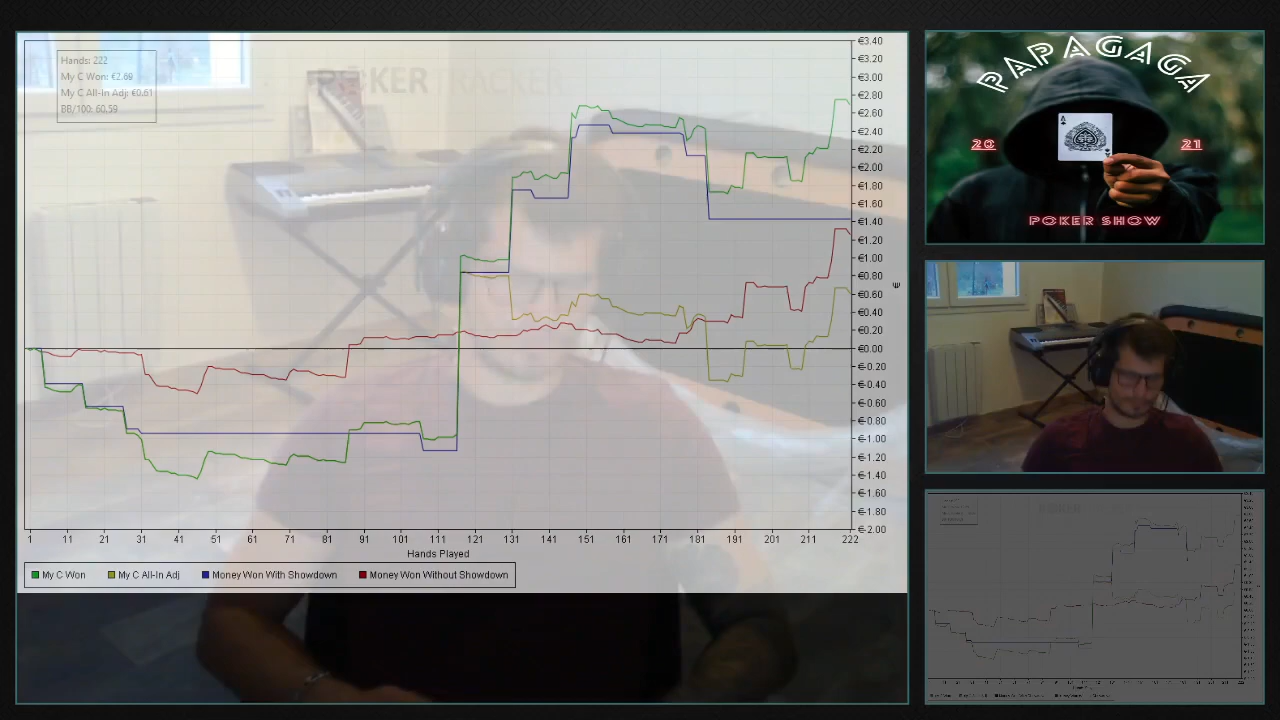 Hands: 222
My C Won: €2.69
My C All-In Adj: €0.61
BB/100: 60.59
POKERTRACKER
€3.40
€3.20
€3.00
€2.80
€2.60
€2.40
€2.20
€2.00
€1.80
€1.60
€1.40
€1.20
€1.00
€0.80
€0.60
€0.40
€0.20
€0.00
€-0.20
€-0.40
€-0.60
€-0.80
€-1.00
€-1.20
€-1.40
€-1.60
€-1.80
€-2.00
€
1 11 21 31 41 51 61 71 81 91 101 111 121 131 141 151 161 171 181 191 201 211 222
Hands Played
My C Won My C All-In Adj Money Won With Showdown Money Won Without Showdown
PAPAGAGA
A
20 21
POKER SHOW